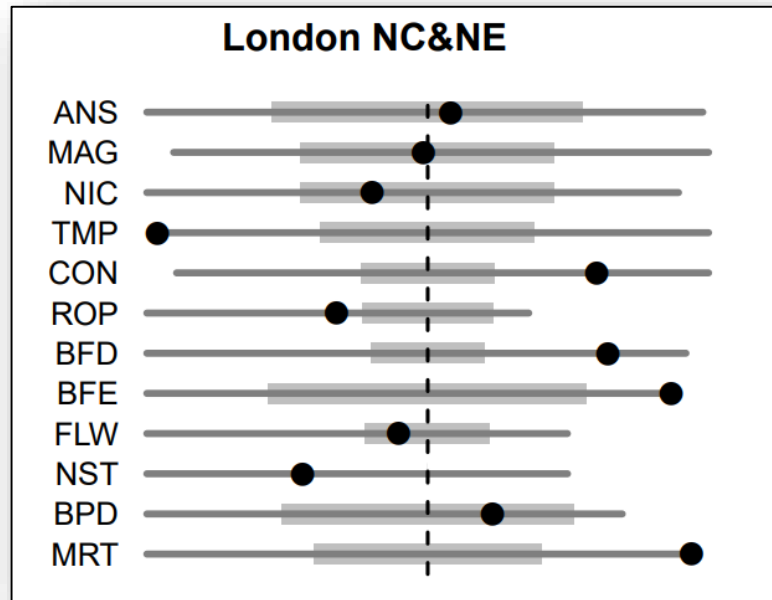 London NC&NE
ANS
MAG
NIC
TMP
CON
ROP
BFD
BFE
FLW
NST
BPD
MRT